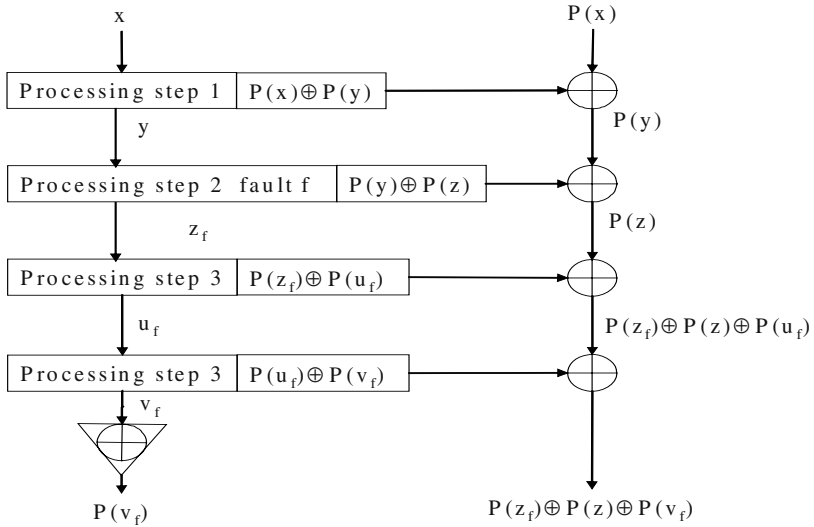 x
P(x)
Processing step 1
P(x)⊕P(y)
y
P(y)
Processing step 2 fault f
P(y)⊕P(z)
z_f
P(z)
Processing step 3
P(z_f)⊕P(u_f)
u_f
P(z_f)⊕P(z)⊕P(u_f)
Processing step 3
P(u_f)⊕P(v_f)
v_f
P(v_f)
P(z_f)⊕P(z)⊕P(v_f)